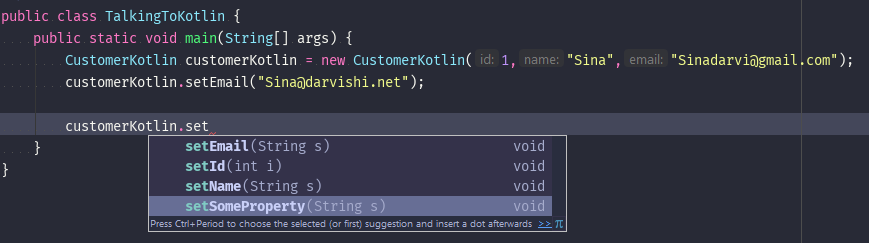 public class TalkingToKotlin {
public static void main(String[] args) {
CustomerKotlin customerKotlin = new CustomerKotlin( id: 1, name: "Sina", email: "Sinadarvi@gmail.com");
customerKotlin.setEmail("Sina@darvishi.net");
customerKotlin.set
setEmail(String s) void
setId(int i) void
setName(String s) void
setSomeProperty(String s) void
Press Ctrl+Period to choose the selected (or first) suggestion and insert a dot afterwards >> π
}
}